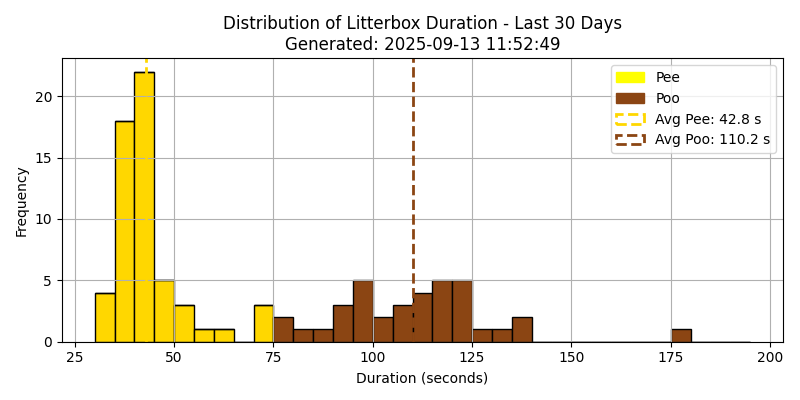 Distribution of Litterbox Duration - Last 30 Days
Generated: 2025-09-13 11:52:49
Pee
Poo
Avg Pee: 42.8 s
Avg Poo: 110.2 s
Frequency
20
15
10
5
0
25 50 75 100 125 150 175 200
Duration (seconds)